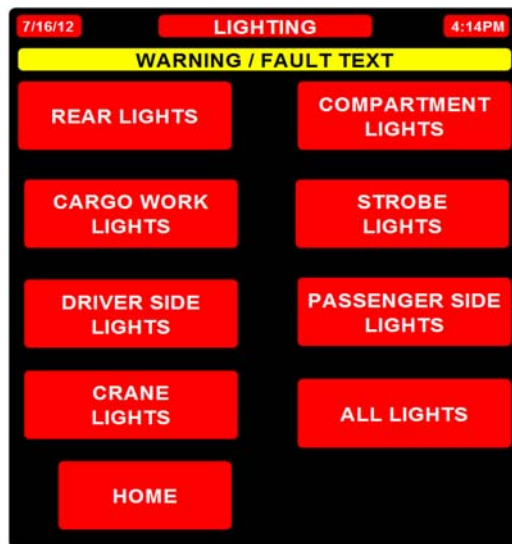 7/16/12
LIGHTING
4:14PM
WARNING / FAULT TEXT
REAR LIGHTS
COMPARTMENT
LIGHTS
CARGO WORK
LIGHTS
STROBE
LIGHTS
DRIVER SIDE
LIGHTS
PASSENGER SIDE
LIGHTS
CRANE
LIGHTS
ALL LIGHTS
HOME